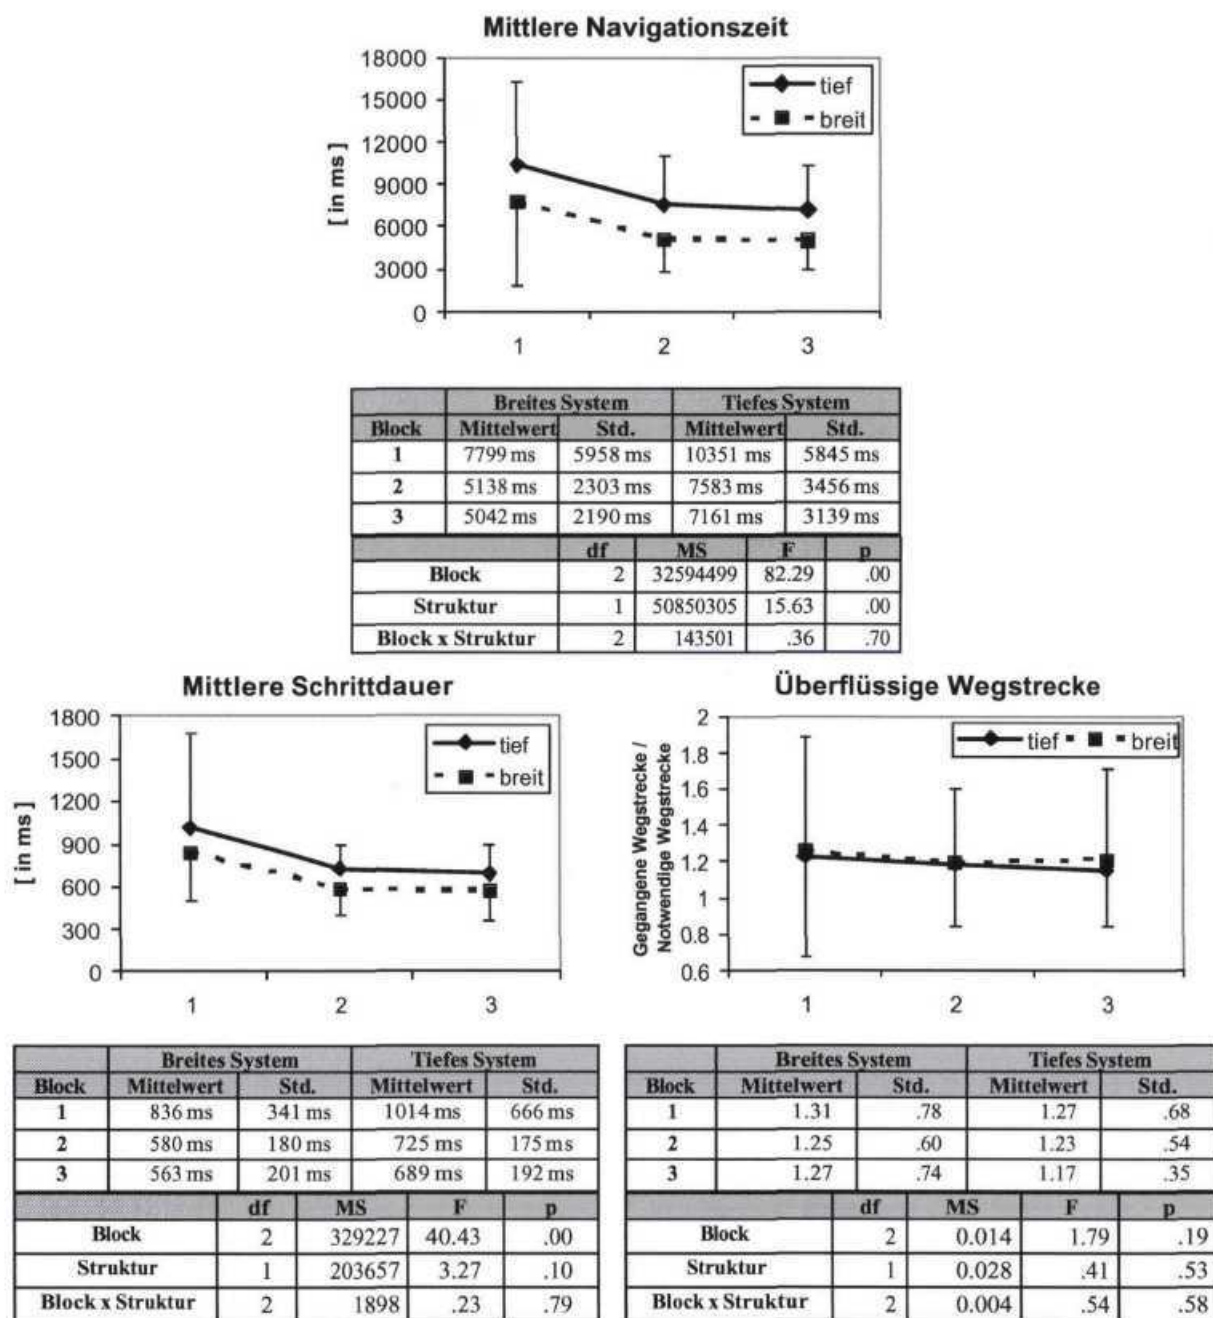 Mittlere Navigationszeit
18000
15000
12000
9000
6000
3000
0
[ in ms ]
tief
breit
1 2 3
Breites System Tiefes System
Block Mittelwert Std. Mittelwert Std.
1 7799 ms 5958 ms 10351 ms 5845 ms
2 5138 ms 2303 ms 7583 ms 3456 ms
3 5042 ms 2190 ms 7161 ms 3139 ms
df MS F p
Block 2 32594499 82.29 .00
Struktur 1 50850305 15.63 .00
Block x Struktur 2 143501 .36 .70
Mittlere Schrittdauer
1800
1500
1200
900
600
300
0
[ in ms ]
tief
breit
1 2 3
Überflüssige Wegstrecke
2
1.8
1.6
1.4
1.2
1
0.8
0.6
Gegangene Wegstrecke /
Notwendige Wegstrecke
tief breit
1 2 3
Breites System Tiefes System
Block Mittelwert Std. Mittelwert Std.
1 836 ms 341 ms 1014 ms 666 ms
2 580 ms 180 ms 725 ms 175 ms
3 563 ms 201 ms 689 ms 192 ms
df MS F p
Block 2 329227 40.43 .00
Struktur 1 203657 3.27 .10
Block x Struktur 2 1898 .23 .79
Breites System Tiefes System
Block Mittelwert Std. Mittelwert Std.
1 1.31 .78 1.27 .68
2 1.25 .60 1.23 .54
3 1.27 .74 1.17 .35
df MS F p
Block 2 0.014 1.79 .19
Struktur 1 0.028 .41 .53
Block x Struktur 2 0.004 .54 .58